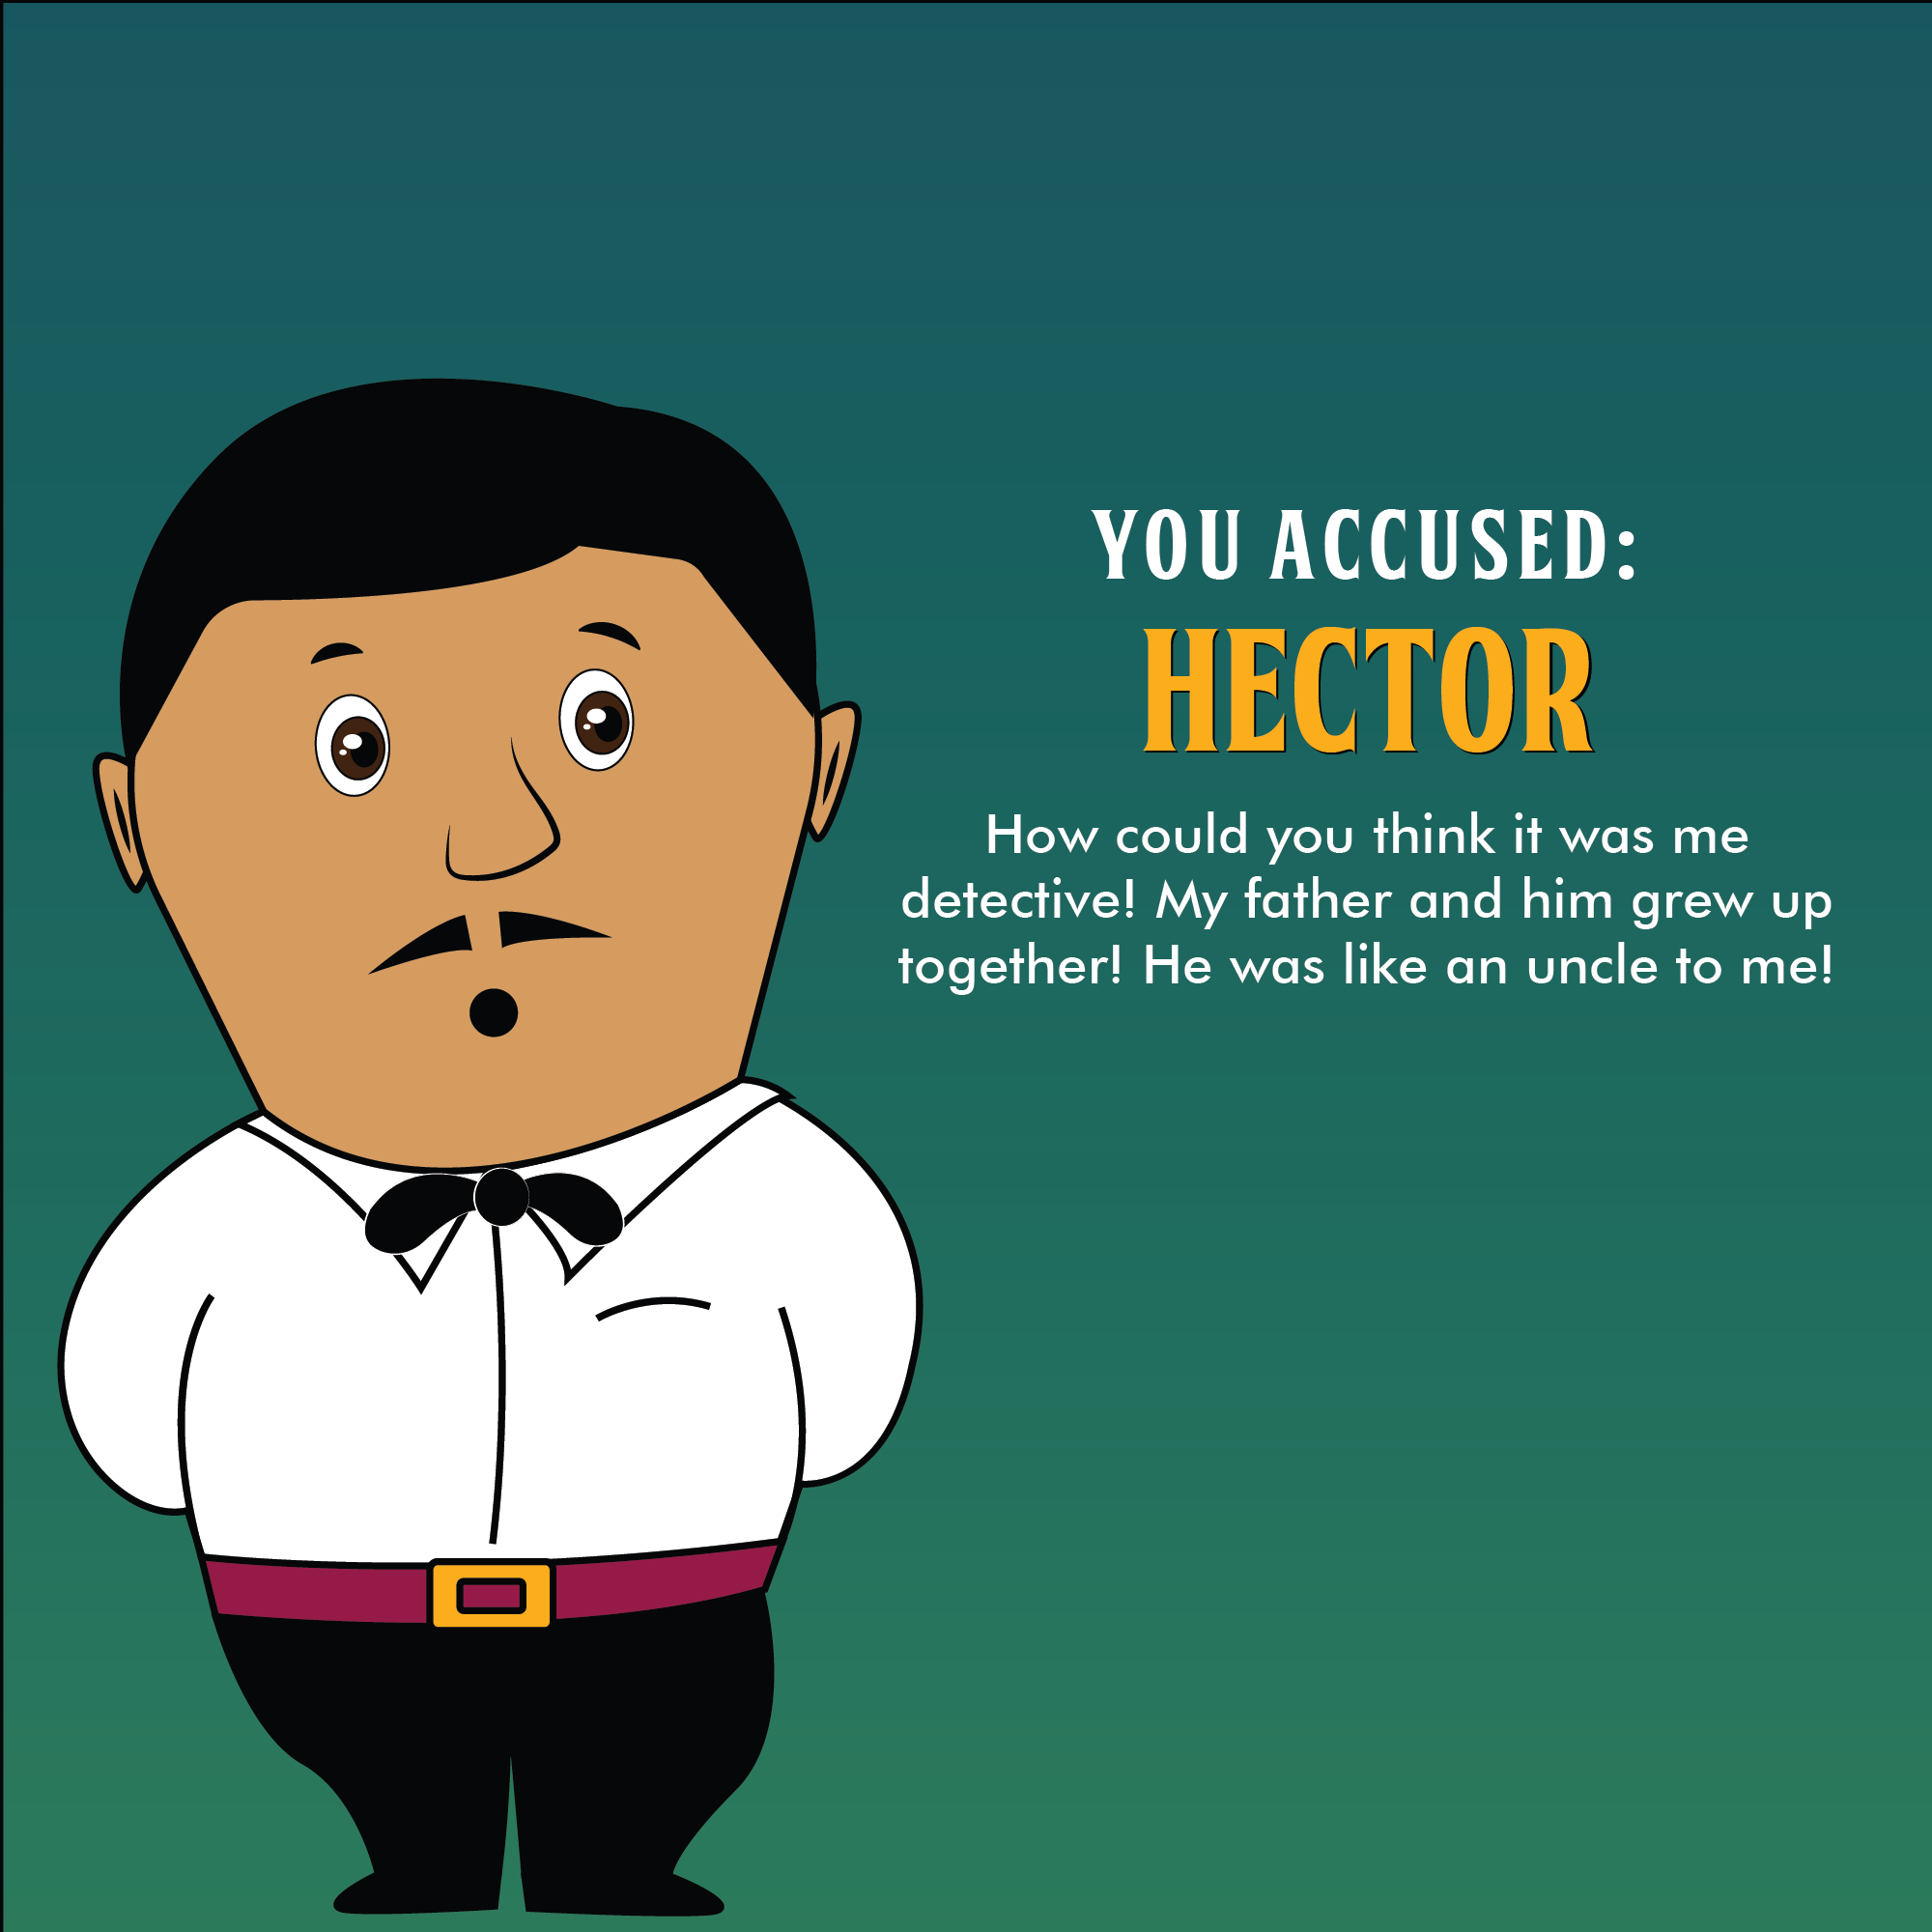 YOU ACCUSED:
HECTOR
How could you think it was me
detective! My father and him grew up
together! He was like an uncle to me!